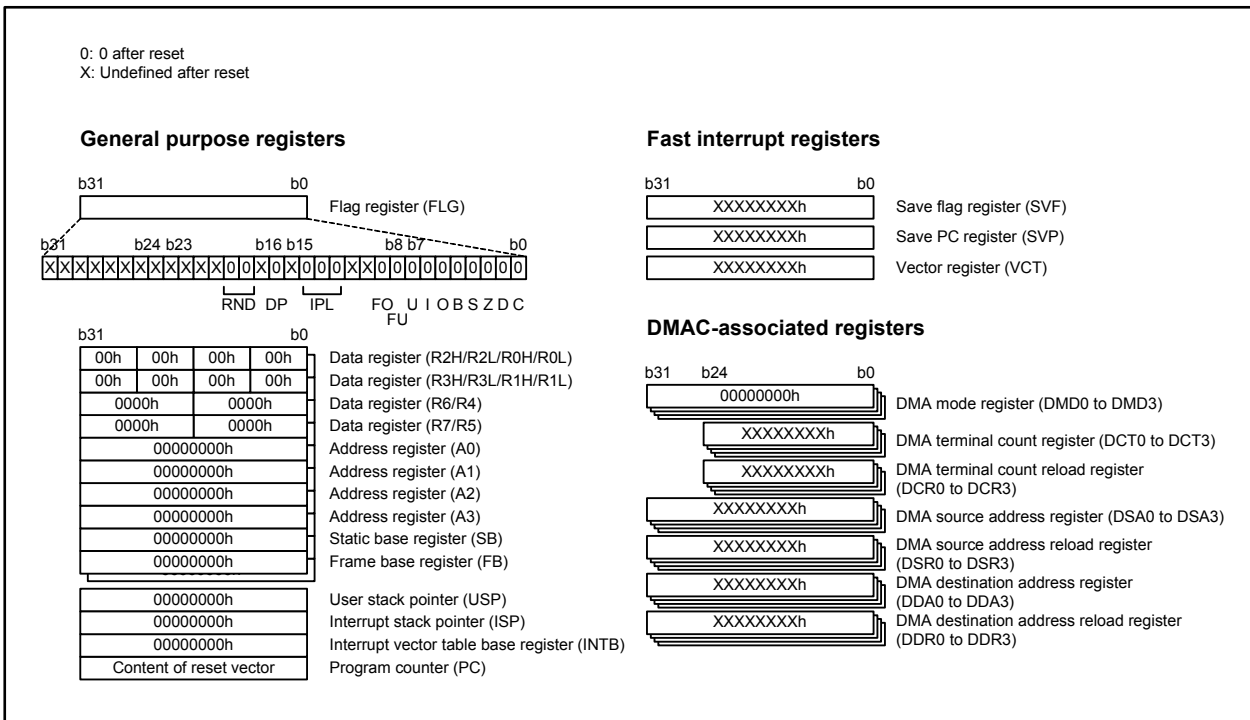 0: 0 after reset
X: Undefined after reset
General purpose registers
b31 b0
Flag register (FLG)
b31 b24 b23 b16 b15 b8 b7 b0
X X X X X X X X X X X X 0 0 X 0 X 0 0 0 X X 0 0 0 0 0 0 0 0 0 0
RND DP IPL FO U I O B S Z D C
FU
b31 b0
00h 00h 00h 00h Data register (R2H/R2L/R0H/R0L)
00h 00h 00h 00h Data register (R3H/R3L/R1H/R1L)
0000h 0000h Data register (R6/R4)
0000h 0000h Data register (R7/R5)
00000000h Address register (A0)
00000000h Address register (A1)
00000000h Address register (A2)
00000000h Address register (A3)
00000000h Static base register (SB)
00000000h Frame base register (FB)
00000000h User stack pointer (USP)
00000000h Interrupt stack pointer (ISP)
00000000h Interrupt vector table base register (INTB)
Content of reset vector Program counter (PC)
Fast interrupt registers
b31 b0
XXXXXXXXh Save flag register (SVF)
XXXXXXXXh Save PC register (SVP)
XXXXXXXXh Vector register (VCT)
DMAC-associated registers
b31 b24 b0
00000000h DMA mode register (DMD0 to DMD3)
XXXXXXXXh DMA terminal count register (DCT0 to DCT3)
XXXXXXXXh DMA terminal count reload register
(DCR0 to DCR3)
XXXXXXXXh DMA source address register (DSA0 to DSA3)
XXXXXXXXh DMA source address reload register
(DSR0 to DSR3)
XXXXXXXXh DMA destination address register
(DDA0 to DDA3)
XXXXXXXXh DMA destination address reload register
(DDR0 to DDR3)